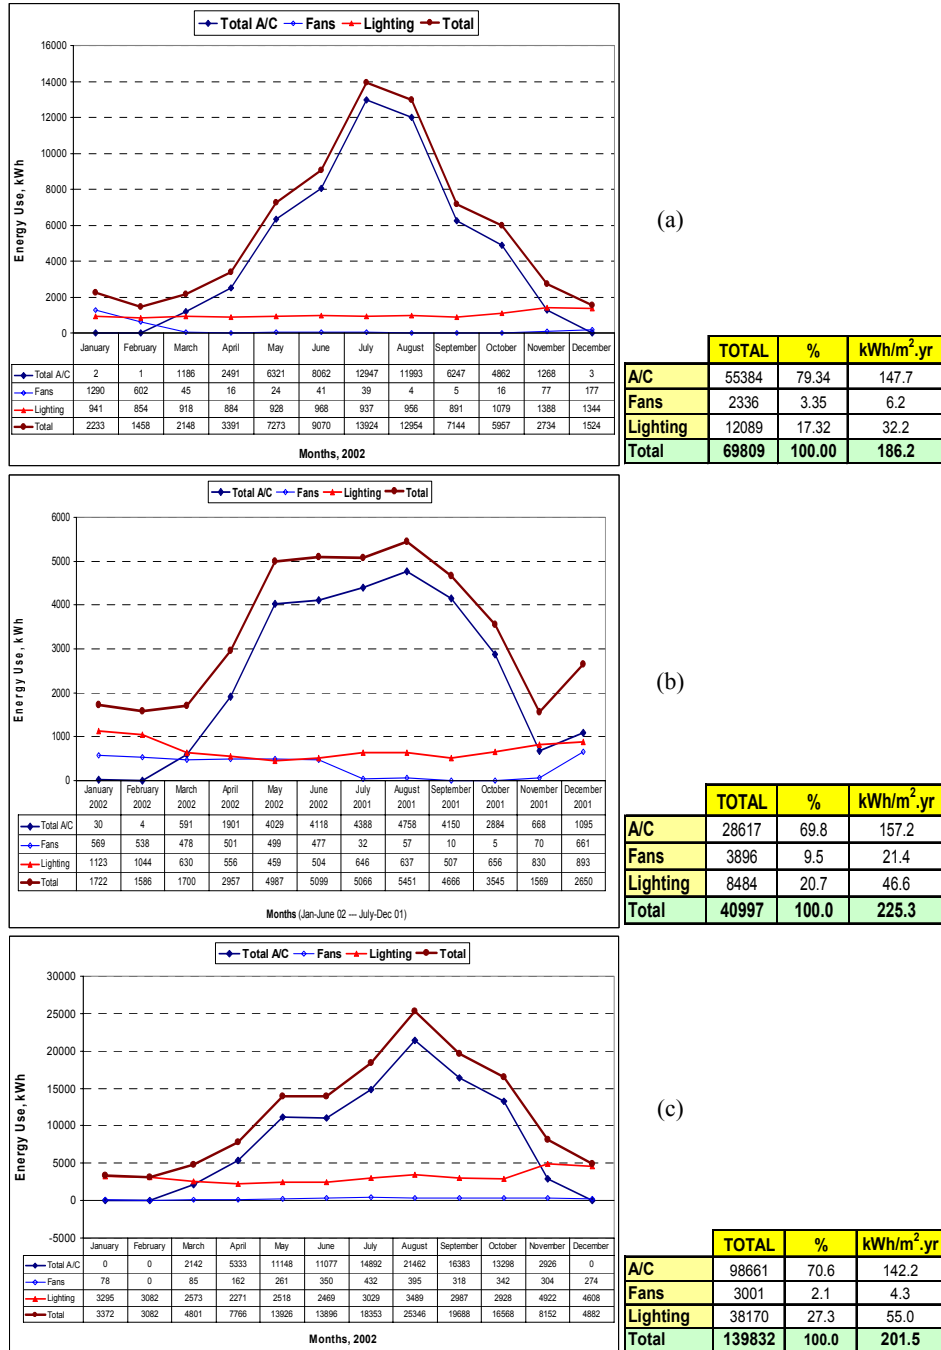 Total A/C Fans Lighting Total
16000
14000
12000
10000
8000
6000
4000
2000
0
Energy Use, kWh
January February March April May June July August September October November December
Total A/C 2 1 1186 2491 6321 8062 12947 11993 6247 4862 1268 3
Fans 1290 602 45 16 24 41 39 4 5 16 77 177
Lighting 941 854 918 884 928 968 937 956 891 1079 1388 1344
Total 2233 1458 2148 3391 7273 9070 13924 12954 7144 5957 2734 1524
Months, 2002
(a)
TOTAL % kWh/m².yr
A/C 55384 79.34 147.7
Fans 2336 3.35 6.2
Lighting 12089 17.32 32.2
Total 69809 100.00 186.2
Total A/C Fans Lighting Total
6000
5000
4000
3000
2000
1000
0
Energy Use, kWh
January February March April May June July August September October November December
2002 2002 2002 2002 2002 2002 2001 2001 2001 2001 2001 2001
Total A/C 30 4 591 1901 4029 4118 4388 4758 4150 2884 668 1095
Fans 569 538 478 501 499 477 32 57 10 5 70 661
Lighting 1123 1044 630 556 459 504 646 637 507 656 830 893
Total 1722 1586 1700 2957 4987 5099 5066 5451 4666 3545 1569 2650
Months (Jan-June 02 --- July-Dec 01)
(b)
TOTAL % kWh/m².yr
A/C 28617 69.8 157.2
Fans 3896 9.5 21.4
Lighting 8484 20.7 46.6
Total 40997 100.0 225.3
Total A/C Fans Lighting Total
30000
25000
20000
15000
10000
5000
0
-5000
Energy Use, kWh
January February March April May June July August September October November December
Total A/C 0 0 2142 5333 11148 11077 14892 21462 16383 13298 2926 0
Fans 78 0 85 162 261 350 432 395 318 342 304 274
Lighting 3295 3082 2573 2271 2518 2469 3029 3489 2987 2928 4922 4608
Total 3372 3082 4801 7766 13926 13896 18353 25346 19688 16568 8152 4882
Months, 2002
(c)
TOTAL % kWh/m².yr
A/C 98661 70.6 142.2
Fans 3001 2.1 4.3
Lighting 38170 27.3 55.0
Total 139832 100.0 201.5